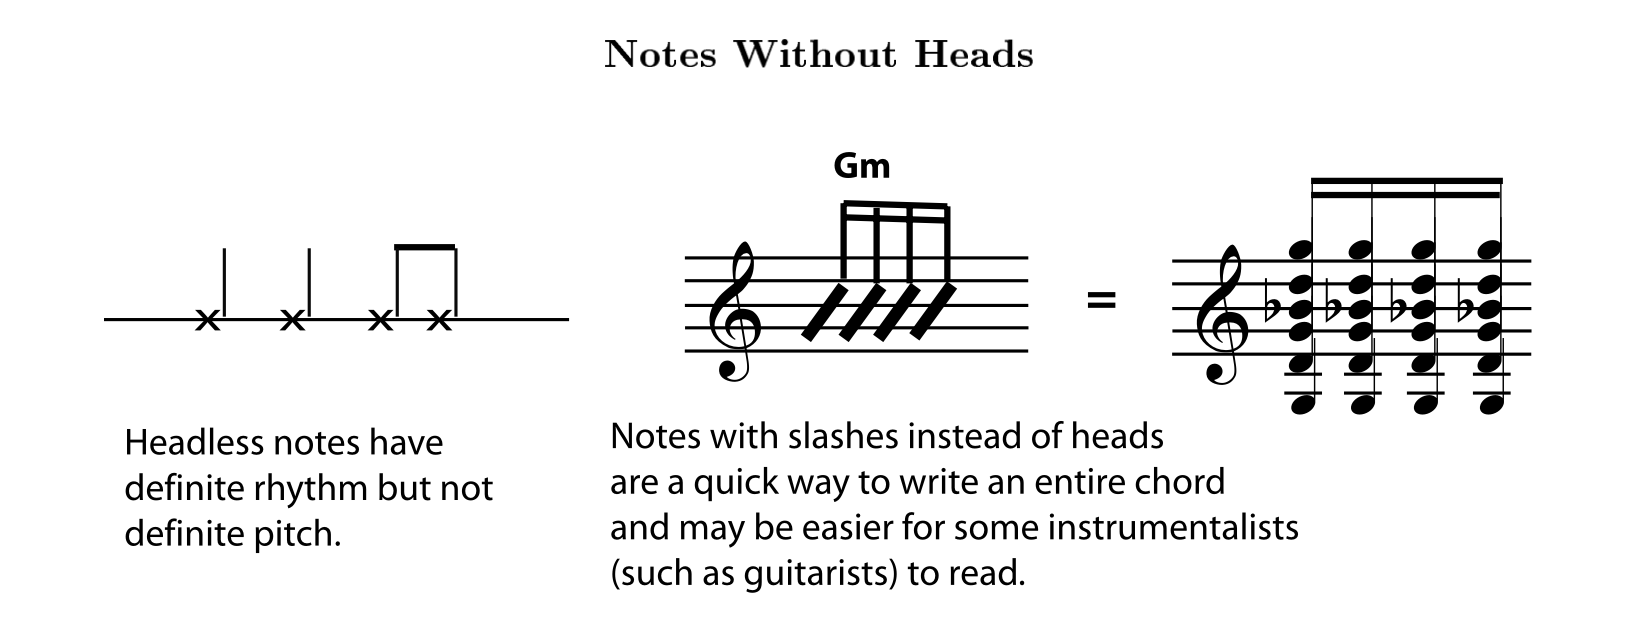 Notes Without Heads
Gm
=
Headless notes have
definite rhythm but not
definite pitch.
Notes with slashes instead of heads
are a quick way to write an entire chord
and may be easier for some instrumentalists
(such as guitarists) to read.